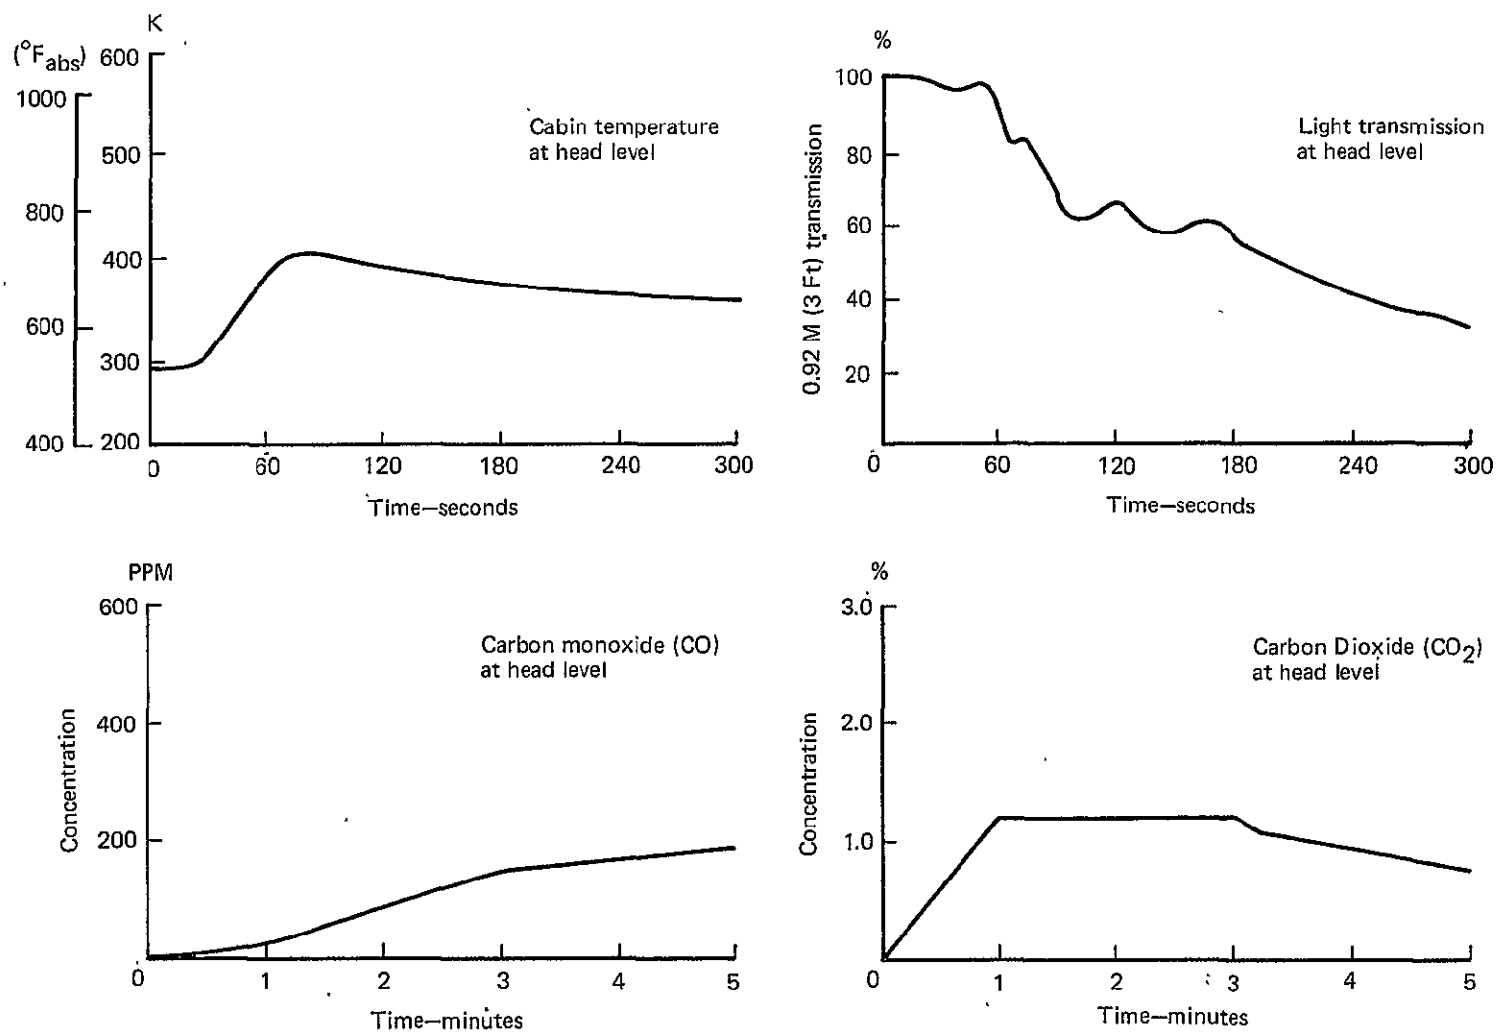 K
(°Fabs)
600
1000
500
800
400
600
300
400
200
Cabin temperature
at head level
0 60 120 180 240 300
Time—seconds
%
100
80
60
40
20
0.92 M (3 Ft) transmission
Light transmission
at head level
0 60 120 180 240 300
Time—seconds
PPM
600
400
200
Concentration
Carbon monoxide (CO)
at head level
0 1 2 3 4 5
Time—minutes
%
3.0
2.0
1.0
Concentration
Carbon Dioxide (CO2)
at head level
0 1 2 3 4 5
Time—minutes